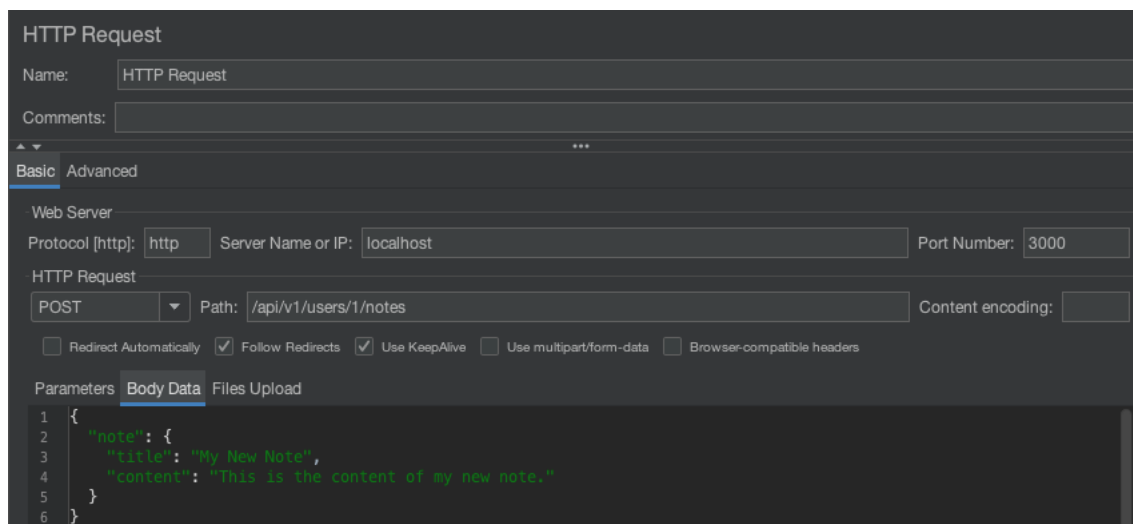 HTTP Request
Name: HTTP Request
Comments:
Basic Advanced
Web Server
Protocol [http]: http Server Name or IP: localhost Port Number: 3000
HTTP Request
POST Path: /api/v1/users/1/notes Content encoding:
Redirect Automatically Follow Redirects Use KeepAlive Use multipart/form-data Browser-compatible headers
Parameters Body Data Files Upload
1 {
2 "note": {
3 "title": "My New Note",
4 "content": "This is the content of my new note."
5 }
6 }